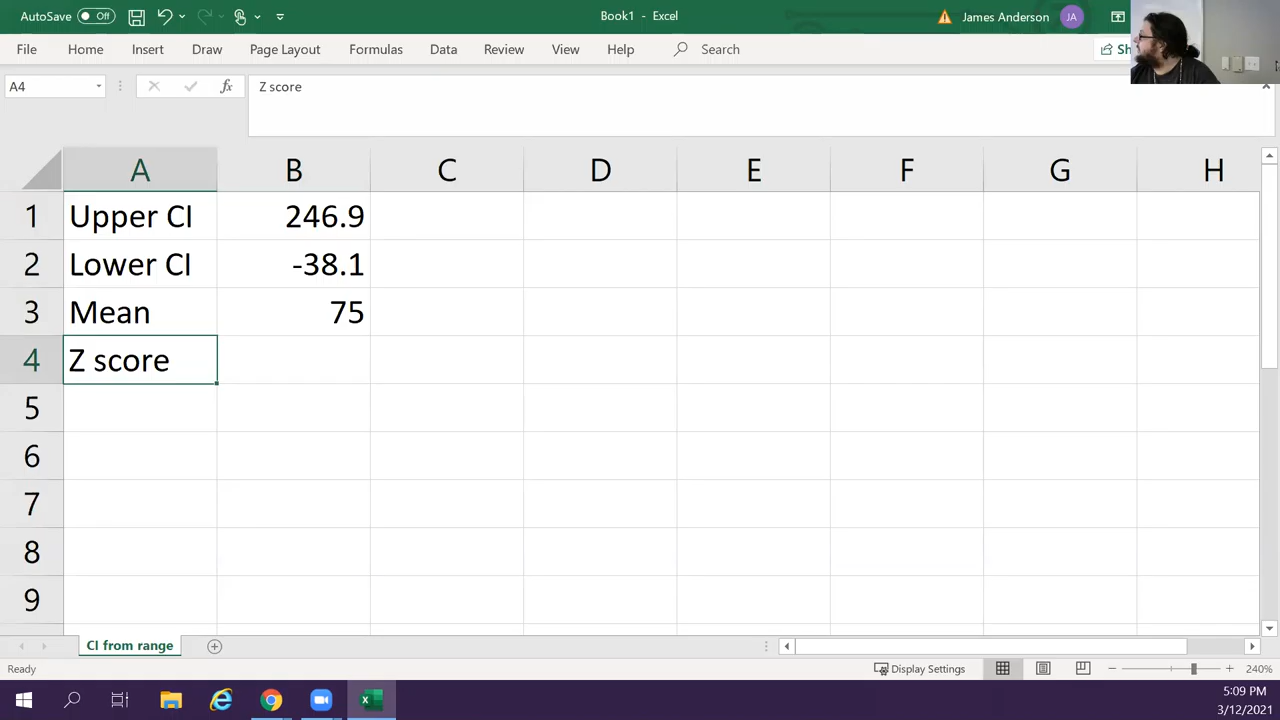 AutoSave Off Book1 - Excel James Anderson JA
File Home Insert Draw Page Layout Formulas Data Review View Help Search Sh
A4 fx Z score
A B C D E F G H
1 Upper CI 246.9
2 Lower CI -38.1
3 Mean 75
4 Z score
5
6
7
8
9
CI from range
Ready Display Settings 240%
5:09 PM
3/12/2021